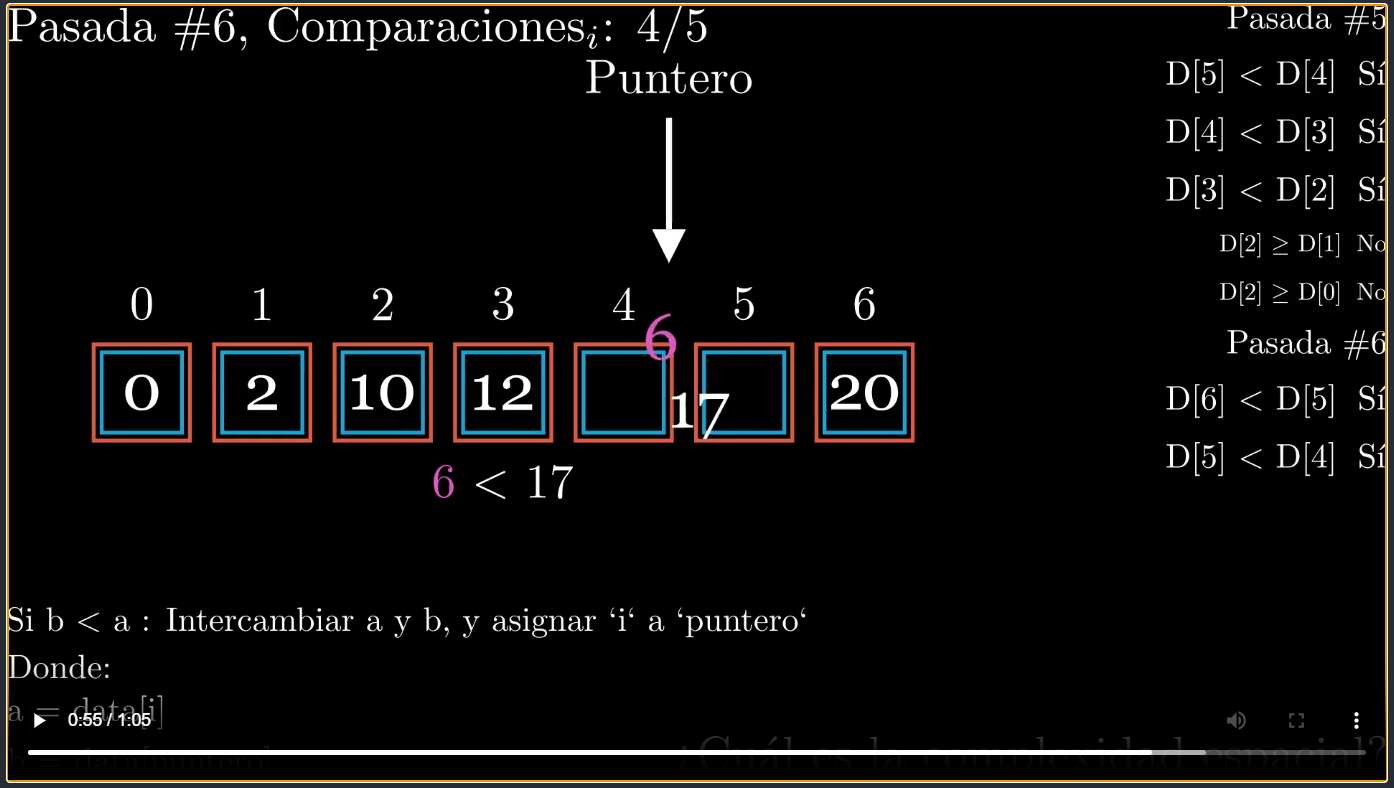 Pasada #6, Comparacionesᵢ: 4/5
Puntero
0 1 2 3 4 5 6
6
0 2 10 12 17 20
6 < 17
Pasada #5
D[5] < D[4] Sí
D[4] < D[3] Sí
D[3] < D[2] Sí
D[2] ≥ D[1] No
D[2] ≥ D[0] No
Pasada #6
D[6] < D[5] Sí
D[5] < D[4] Sí
Si b < a : Intercambiar a y b, y asignar ‘i‘ a ‘puntero‘
Donde:
a = data[i]
0:55 / 1:05
b = data[puntero]
¿Cuál es la complexidad espacial?